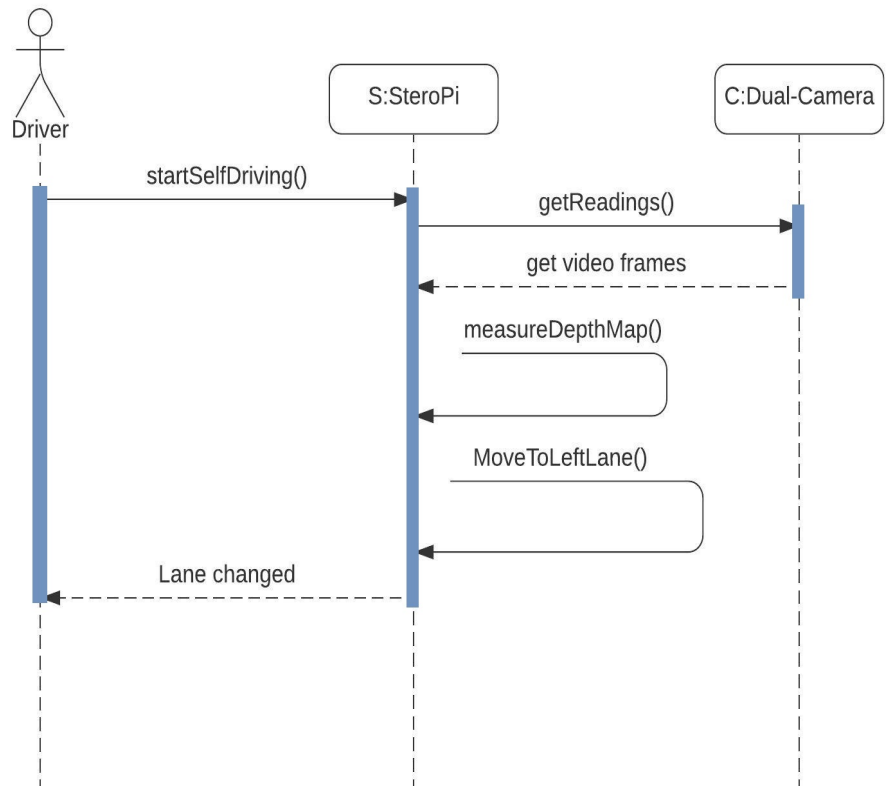 Driver
S:SteroPi
C:Dual-Camera
startSelfDriving()
getReadings()
get video frames
measureDepthMap()
MoveToLeftLane()
Lane changed